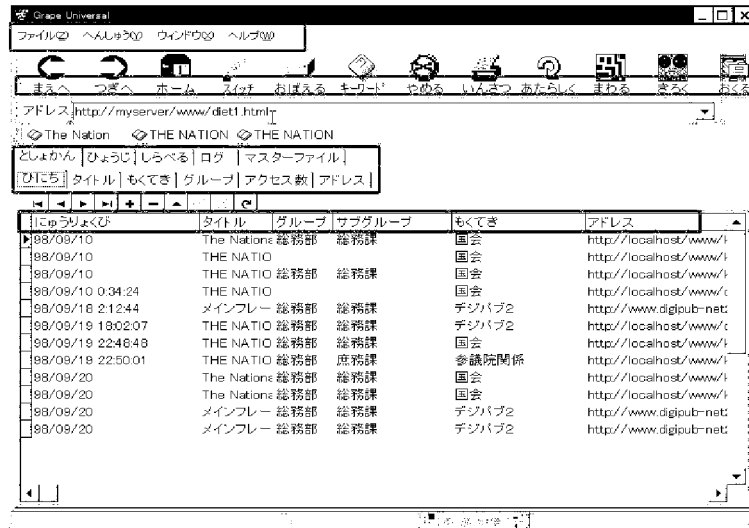 Grape Universal
ファイル(Z) へんしゅう(Y) ウィンドウ(X) ヘルプ(W)
まえへ つぎへ ホーム スイッチ おぼえる キーワード やめる いんさつ あたらしく まわる きろく おくる
アドレス http://myserver/www/diet1.html
The Nation THE NATION THE NATION
としょかん ひょうじ しらべる ログ マスターファイル
ひにち タイトル もくてき グループ アクセス数 アドレス
にゅうりょくび タイトル グループ サブグループ もくてき アドレス
98/09/10 The Nationa 総務部 総務課 国会 http://localhost/www/
98/09/10 THE NATIO 国会 http://localhost/www/
98/09/10 THE NATIO 総務部 総務課 国会 http://localhost/www/
98/09/10 0:34:24 THE NATIO 国会 http://localhost/www/
98/09/18 2:12:44 メインフレー 総務部 総務課 デジパブ2 http://www.digipub-net
98/09/19 18:02:07 THE NATIO 総務部 総務課 デジパブ2 http://localhost/www/
98/09/19 22:48:48 THE NATIO 総務部 総務課 国会 http://localhost/www/
98/09/19 22:50:01 THE NATIO 総務部 庶務課 参議院関係 http://localhost/www/
98/09/20 The Nationa 総務部 総務課 国会 http://localhost/www/
98/09/20 The Nationa 総務部 総務課 国会 http://localhost/www/
98/09/20 メインフレー 総務部 総務課 デジパブ2 http://www.digipub-net
98/09/20 メインフレー 総務部 総務課 デジパブ2 http://www.digipub-net